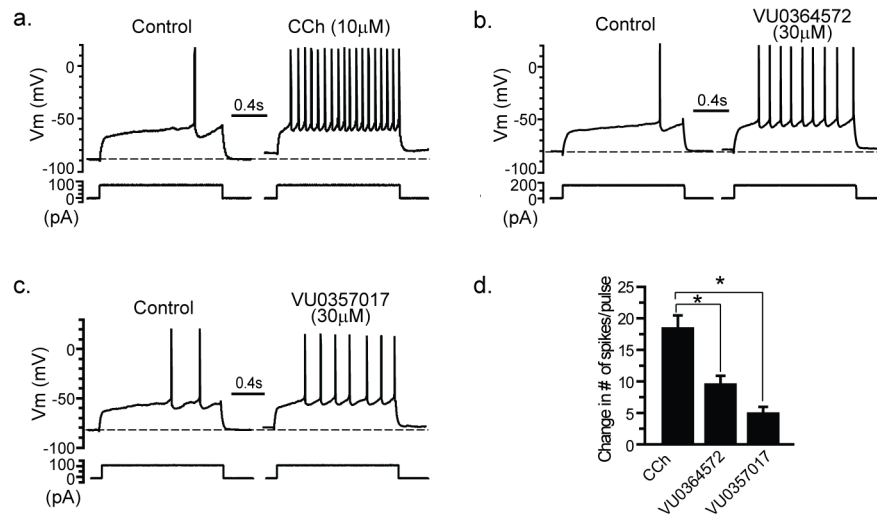 a.
Control
CCh (10μM)
Vm (mV)
0
-50
-100
0.4s
100
0
(pA)
b.
Control
VU0364572
(30μM)
Vm (mV)
0
-50
-100
0.4s
200
0
(pA)
c.
Control
VU0357017
(30μM)
Vm (mV)
0
-50
-100
0.4s
100
0
(pA)
d.
Change in # of spikes/pulse
25
20
15
10
5
0
*
*
CCh
VU0364572
VU0357017